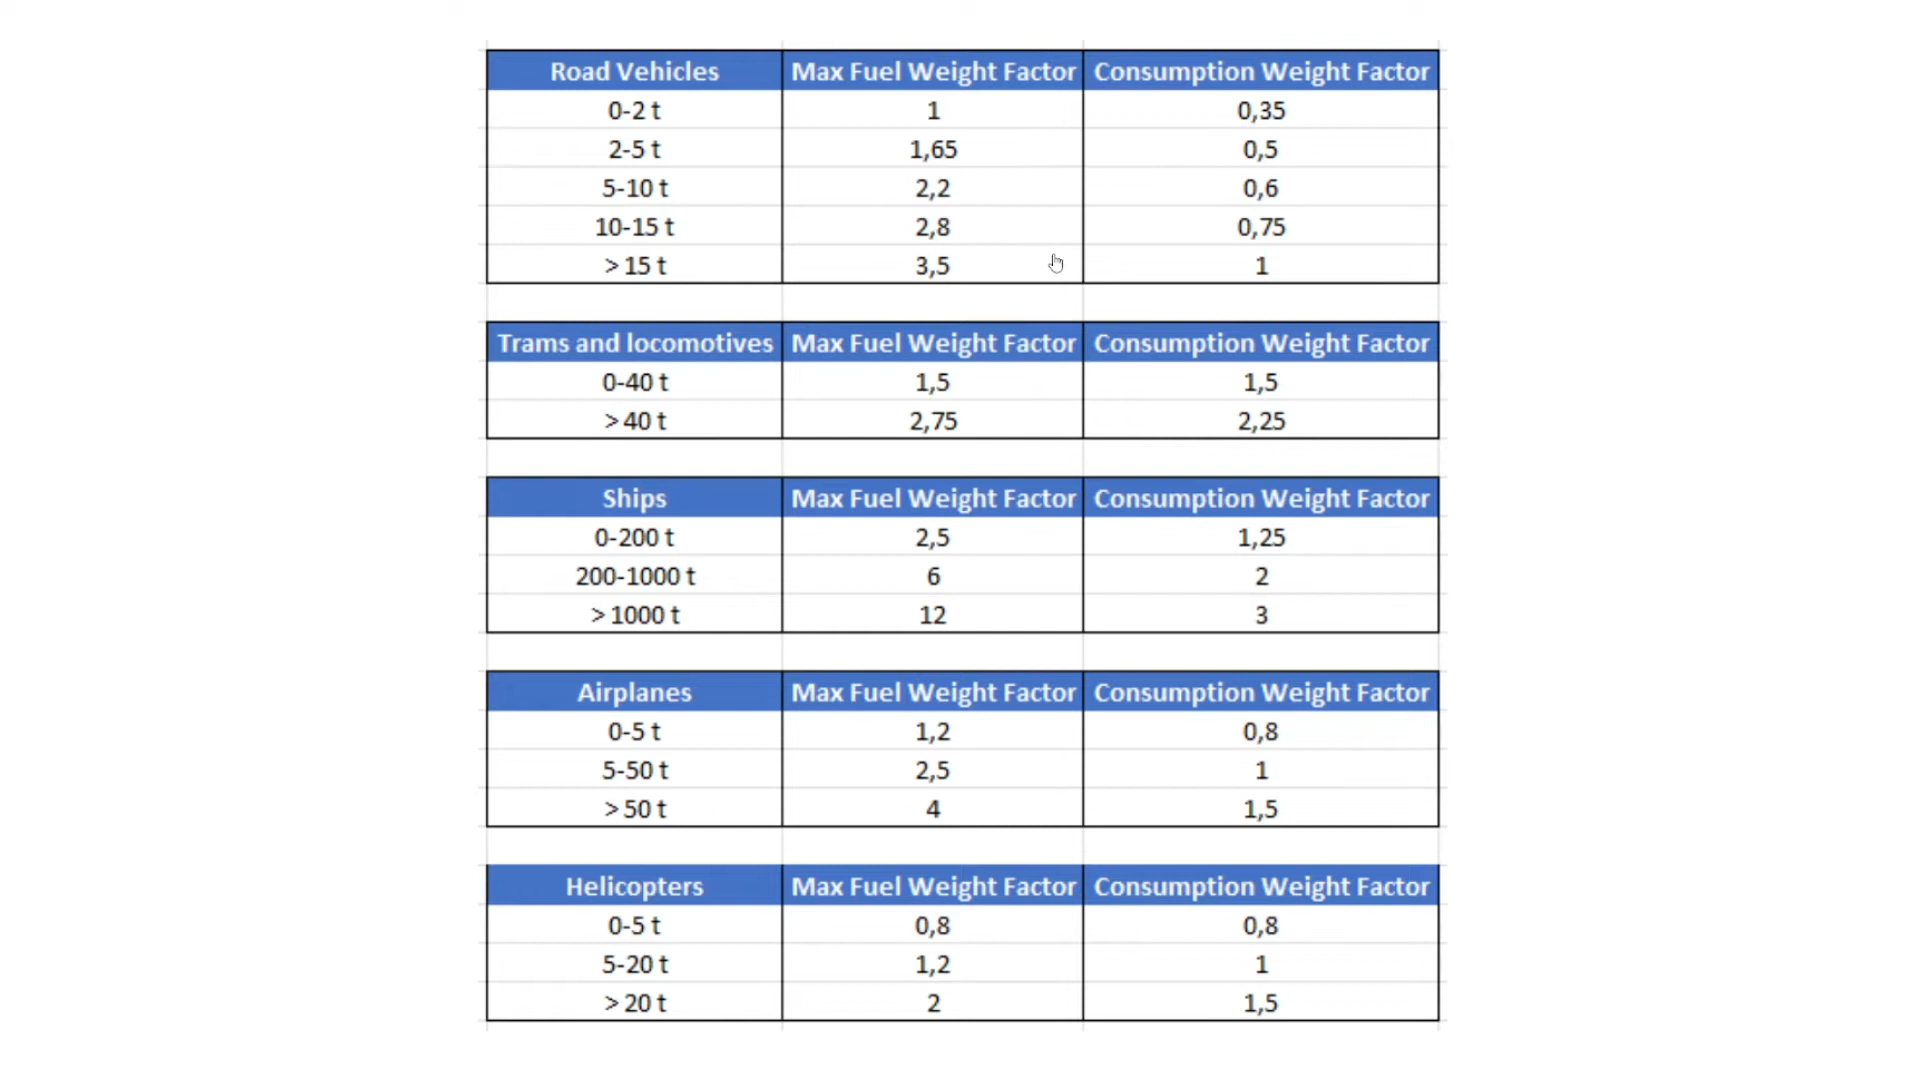 Road Vehicles Max Fuel Weight Factor Consumption Weight Factor
0-2 t 1 0,35
2-5 t 1,65 0,5
5-10 t 2,2 0,6
10-15 t 2,8 0,75
> 15 t 3,5 1
Trams and locomotives Max Fuel Weight Factor Consumption Weight Factor
0-40 t 1,5 1,5
> 40 t 2,75 2,25
Ships Max Fuel Weight Factor Consumption Weight Factor
0-200 t 2,5 1,25
200-1000 t 6 2
> 1000 t 12 3
Airplanes Max Fuel Weight Factor Consumption Weight Factor
0-5 t 1,2 0,8
5-50 t 2,5 1
> 50 t 4 1,5
Helicopters Max Fuel Weight Factor Consumption Weight Factor
0-5 t 0,8 0,8
5-20 t 1,2 1
> 20 t 2 1,5